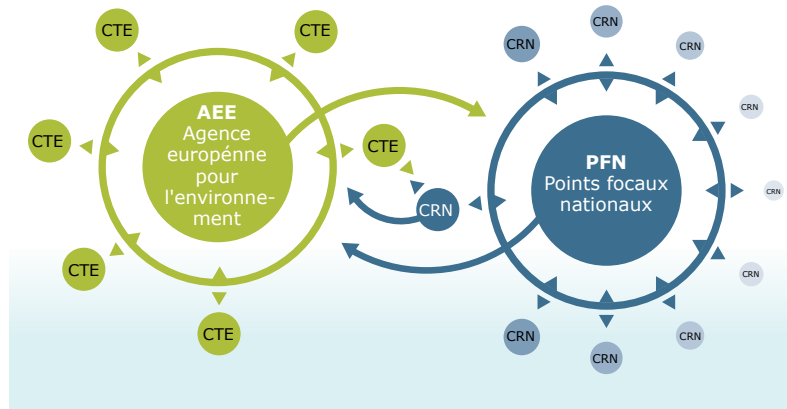 CTE
CTE
CTE
CTE
CTE
CTE
AEE
Agence
europénne
pour
l'environne-
ment
CTE
CRN
PFN
Points focaux
nationaux
CRN
CRN
CRN
CRN
CRN
CRN
CRN
CRN
CRN